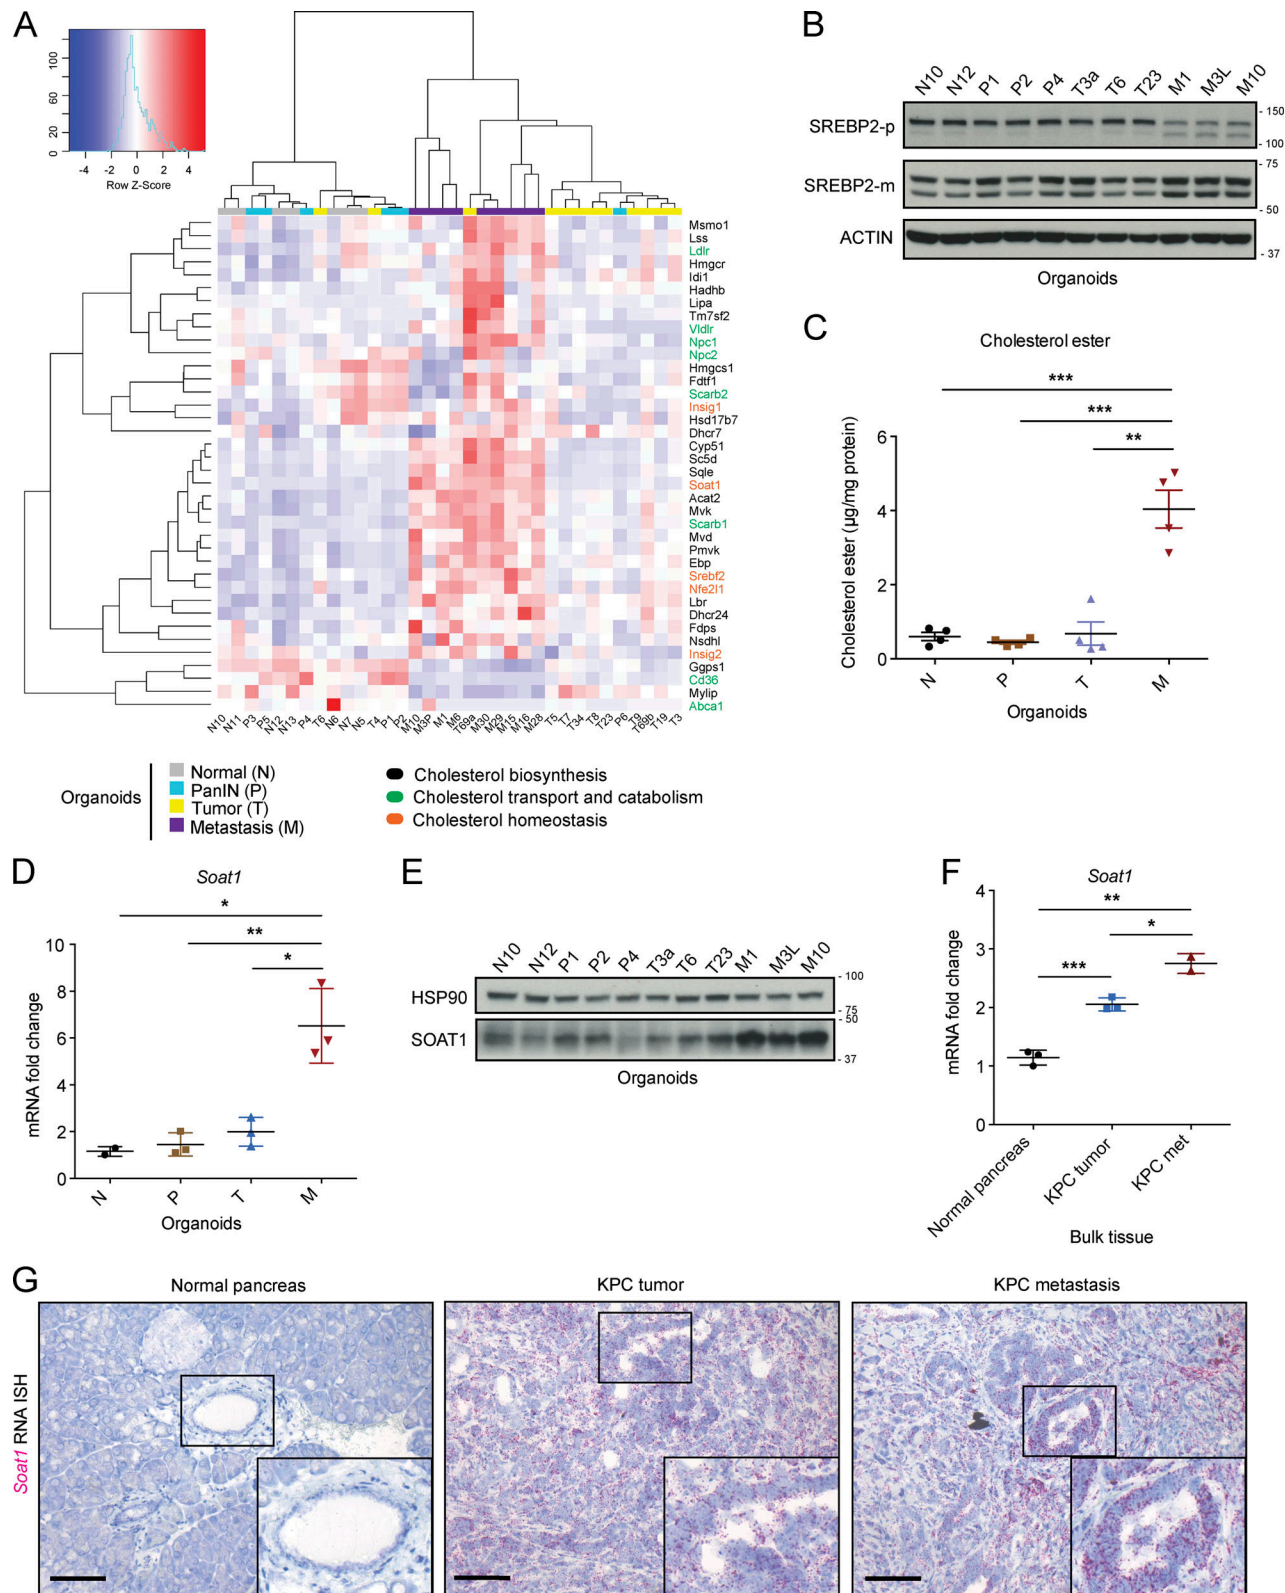 A
100
60
40
20
0
-4 -2 0 2 4
Row Z-Score
Msmo1
Lss
Ldlr
Hmgcr
Idi1
Hadhb
Lipa
Tm7sf2
Vldlr
Npc1
Npc2
Hmgcs1
Fdtf1
Scarb2
Insig1
Hsd17b7
Dhcr7
Cyp51
Sc5d
Sqle
Soat1
Acat2
Mvk
Scarb1
Mvd
Pmvk
Ebp
Srebf2
Nfe2l1
Lbr
Dhcr24
Fdps
Nsdhl
Insig2
Ggps1
Cd36
Mylip
Abca1
N10 N11 P3 P5 N12 N13 P4 T6 N6 N7 N5 T4 P1 P2 M10 M3P M1 M6 T69a M30 M29 M15 M16 M28 T5 T7 T34 T8 T23 P6 T9 T69b T19 T3
Organoids
Normal (N)
PanIN (P)
Tumor (T)
Metastasis (M)
Cholesterol biosynthesis
Cholesterol transport and catabolism
Cholesterol homeostasis
B
N10 N12 P1 P2 P4 T3a T6 T23 M1 M3L M10
SREBP2-p
- 150
- 100
SREBP2-m
- 75
- 50
ACTIN
- 37
Organoids
C
Cholesterol ester
***
***
**
Cholesterol ester (µg/mg protein)
6
4
2
0
N P T M
Organoids
D
Soat1
*
**
*
mRNA fold change
10
8
6
4
2
0
N P T M
Organoids
E
N10 N12 P1 P2 P4 T3a T6 T23 M1 M3L M10
HSP90
- 100
- 75
SOAT1
- 50
- 37
Organoids
F
Soat1
**
*
***
mRNA fold change
4
3
2
1
0
Normal pancreas
KPC tumor
KPC met
Bulk tissue
G
Normal pancreas
KPC tumor
KPC metastasis
Soat1 RNA ISH